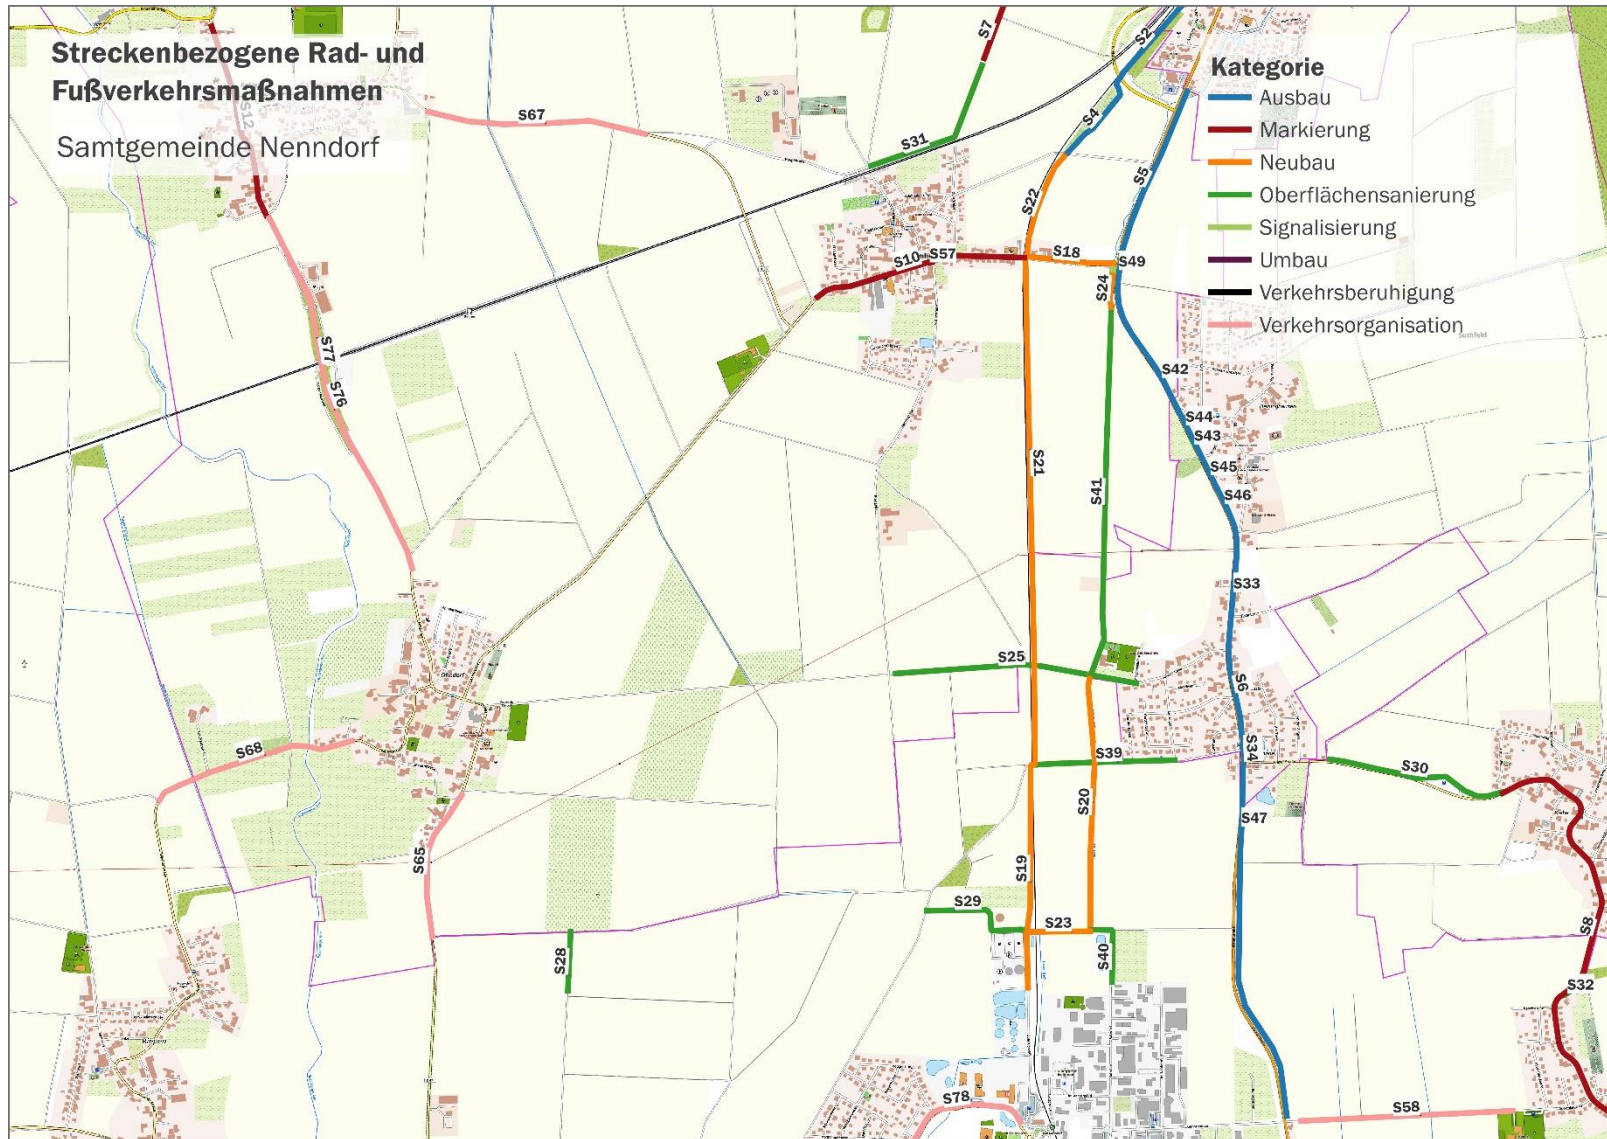 Streckenbezogene Rad- und
Fußverkehrsmaßnahmen
Samtgemeinde Nenndorf
Kategorie
Ausbau
Markierung
Neubau
Oberflächensanierung
Signalisierung
Umbau
Verkehrsberuhigung
Verkehrsorganisation
S7
S2
S12
S67
S4
S31
S5
S22
S10
S57
S18
S49
S24
S77
S76
S42
S44
S43
S45
S46
S21
S41
S33
S25
S6
S68
S39
S34
S30
S20
S47
S65
S19
S29
S23
S40
S28
S8
S32
S78
S58